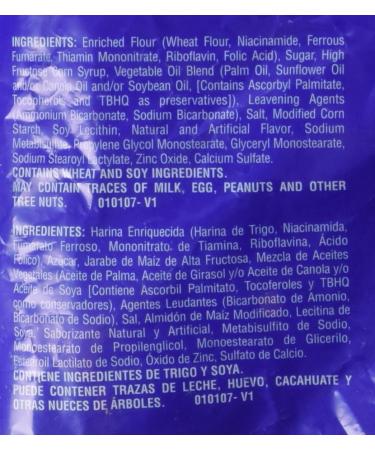 INGREDIENTS: Enriched Flour (Wheat Flour, Niacinamide, Ferrous
Fumarate, Thiamin Mononitrate, Riboflavin, Folic Acid), Sugar, High
Fructose Corn Syrup, Vegetable Oil Blend (Palm Oil, Sunflower Oil
and/or Canola Oil and/or Soybean Oil, [Contains Ascorbyl Palmitate,
Tocopherols and TBHQ as preservatives]), Leavening Agents
(Ammonium Bicarbonate, Sodium Bicarbonate), Salt, Modified Corn
Starch, Soy Lecithin, Natural and Artificial Flavor, Sodium
Metabisulfite, Propylene Glycol Monostearate, Glyceryl Monostearate,
Sodium Stearoyl Lactylate, Zinc Oxide, Calcium Sulfate.
CONTAINS WHEAT AND SOY INGREDIENTS.
MAY CONTAIN TRACES OF MILK, EGG, PEANUTS AND OTHER
TREE NUTS. 010107- V1
INGREDIENTES: Harina Enriquecida (Harina de Trigo, Niacinamida,
Fumarato Ferroso, Mononitrato de Tiamina, Riboflavina, Ácido
Fólico), Azúcar, Jarabe de Maíz de Alta Fructosa, Mezcla de Aceites
Vegetales (Aceite de Palma, Aceite de Girasol y/o Aceite de Canola y/o
Aceite de Soya [Contiene Ascorbil Palmitato, Tocoferoles y TBHQ
como conservadores]), Agentes Leudantes (Bicarbonato de Amonio,
Bicarbonato de Sodio), Sal, Almidón de Maíz Modificado, Lecitina de
Soya, Saborizante Natural y Artificial, Metabisulfito de Sodio,
Monoestearato de Propilenglicol, Monoestearato de Glicerilo,
Estearoil Lactilato de Sodio, Óxido de Zinc, Sulfato de Calcio.
CONTIENE INGREDIENTES DE TRIGO Y SOYA.
PUEDE CONTENER TRAZAS DE LECHE, HUEVO, CACAHUATE Y
OTRAS NUECES DE ÁRBOLES. 010107- V1